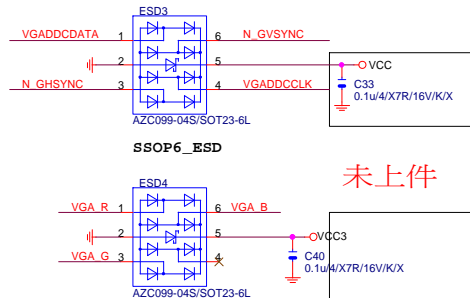 ESD3
VGADDCDATA 1 6 N_GVSYNC
2 5 VCC
N_GHSYNC 3 4 VGADDCCLK
C33
0.1u/4/X7R/16V/K/X
AZC099-04S/SOT23-6L
SSOP6_ESD
未上件
ESD4
VGA_R 1 6 VGA_B
2 5 VCC3
VGA_G 3 4
C40
0.1u/4/X7R/16V/K/X
AZC099-04S/SOT23-6L